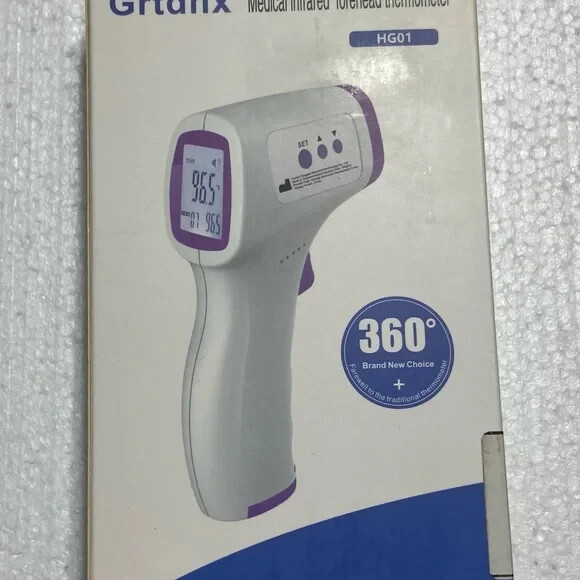 Grtanx Medical Infrared forehead thermometer
HG01
SET ▲ ▼
96.5 °F
07 96.5
360°
Brand New Choice
+
Farewell to the traditional thermometer